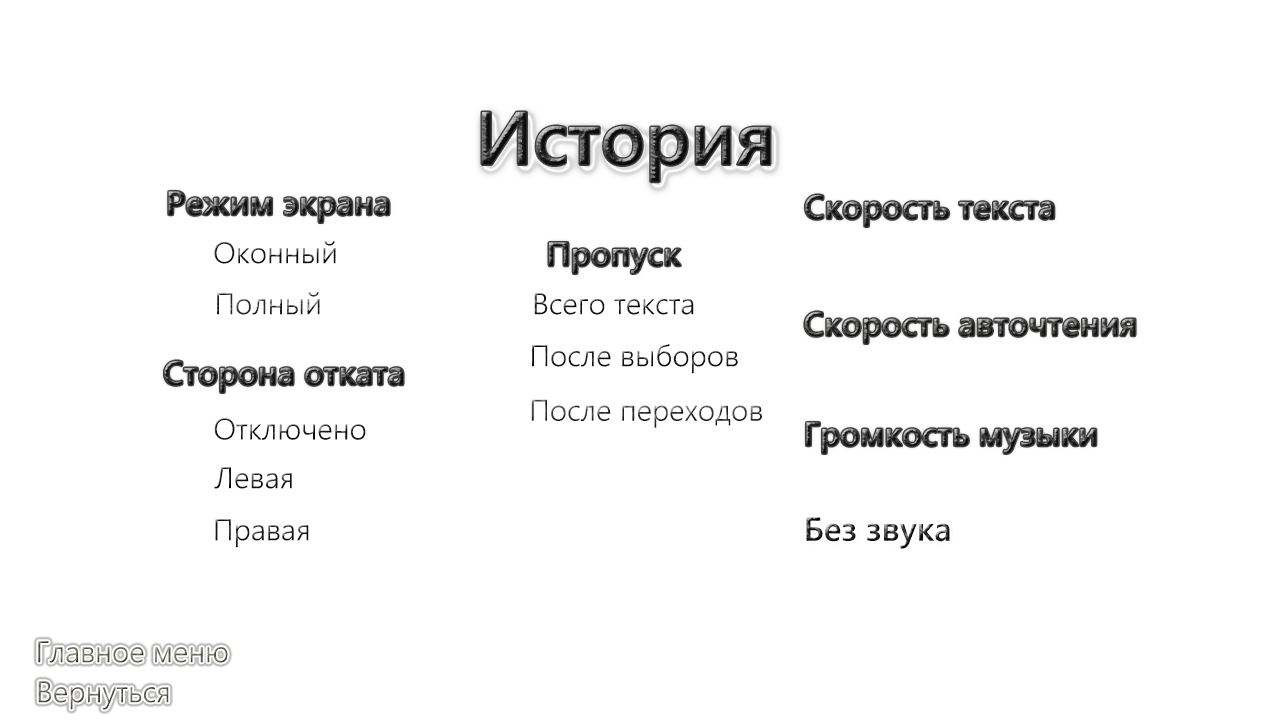 История
Режим экрана
Оконный
Полный
Сторона отката
Отключено
Левая
Правая
Пропуск
Всего текста
После выборов
После переходов
Скорость текста
Скорость авточтения
Громкость музыки
Без звука
Главное меню
Вернуться